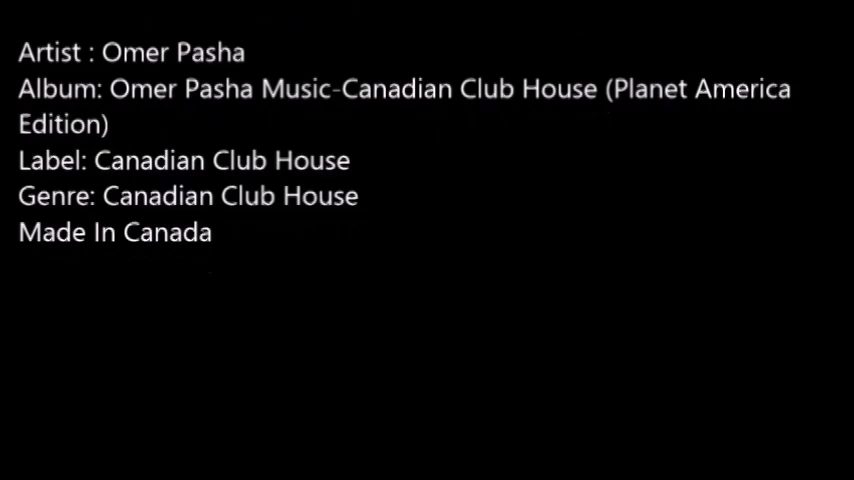 Artist : Omer Pasha
Album: Omer Pasha Music-Canadian Club House (Planet America
Edition)
Label: Canadian Club House
Genre: Canadian Club House
Made In Canada